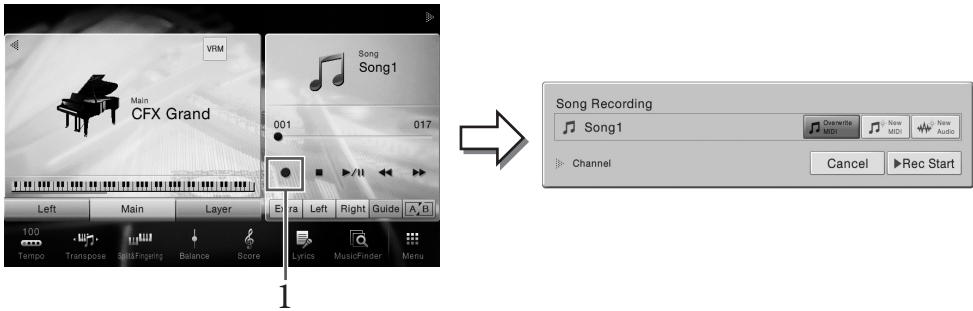 VRM
Main
CFX Grand
Song
Song1
001 017
Left Main Layer
Extra Left Right Guide A B
100
Tempo Transpose Split&Fingering Balance Score Lyrics MusicFinder Menu
1
Song Recording
Song1
Overwrite
MIDI
New
MIDI
New
Audio
Channel
Cancel
Rec Start